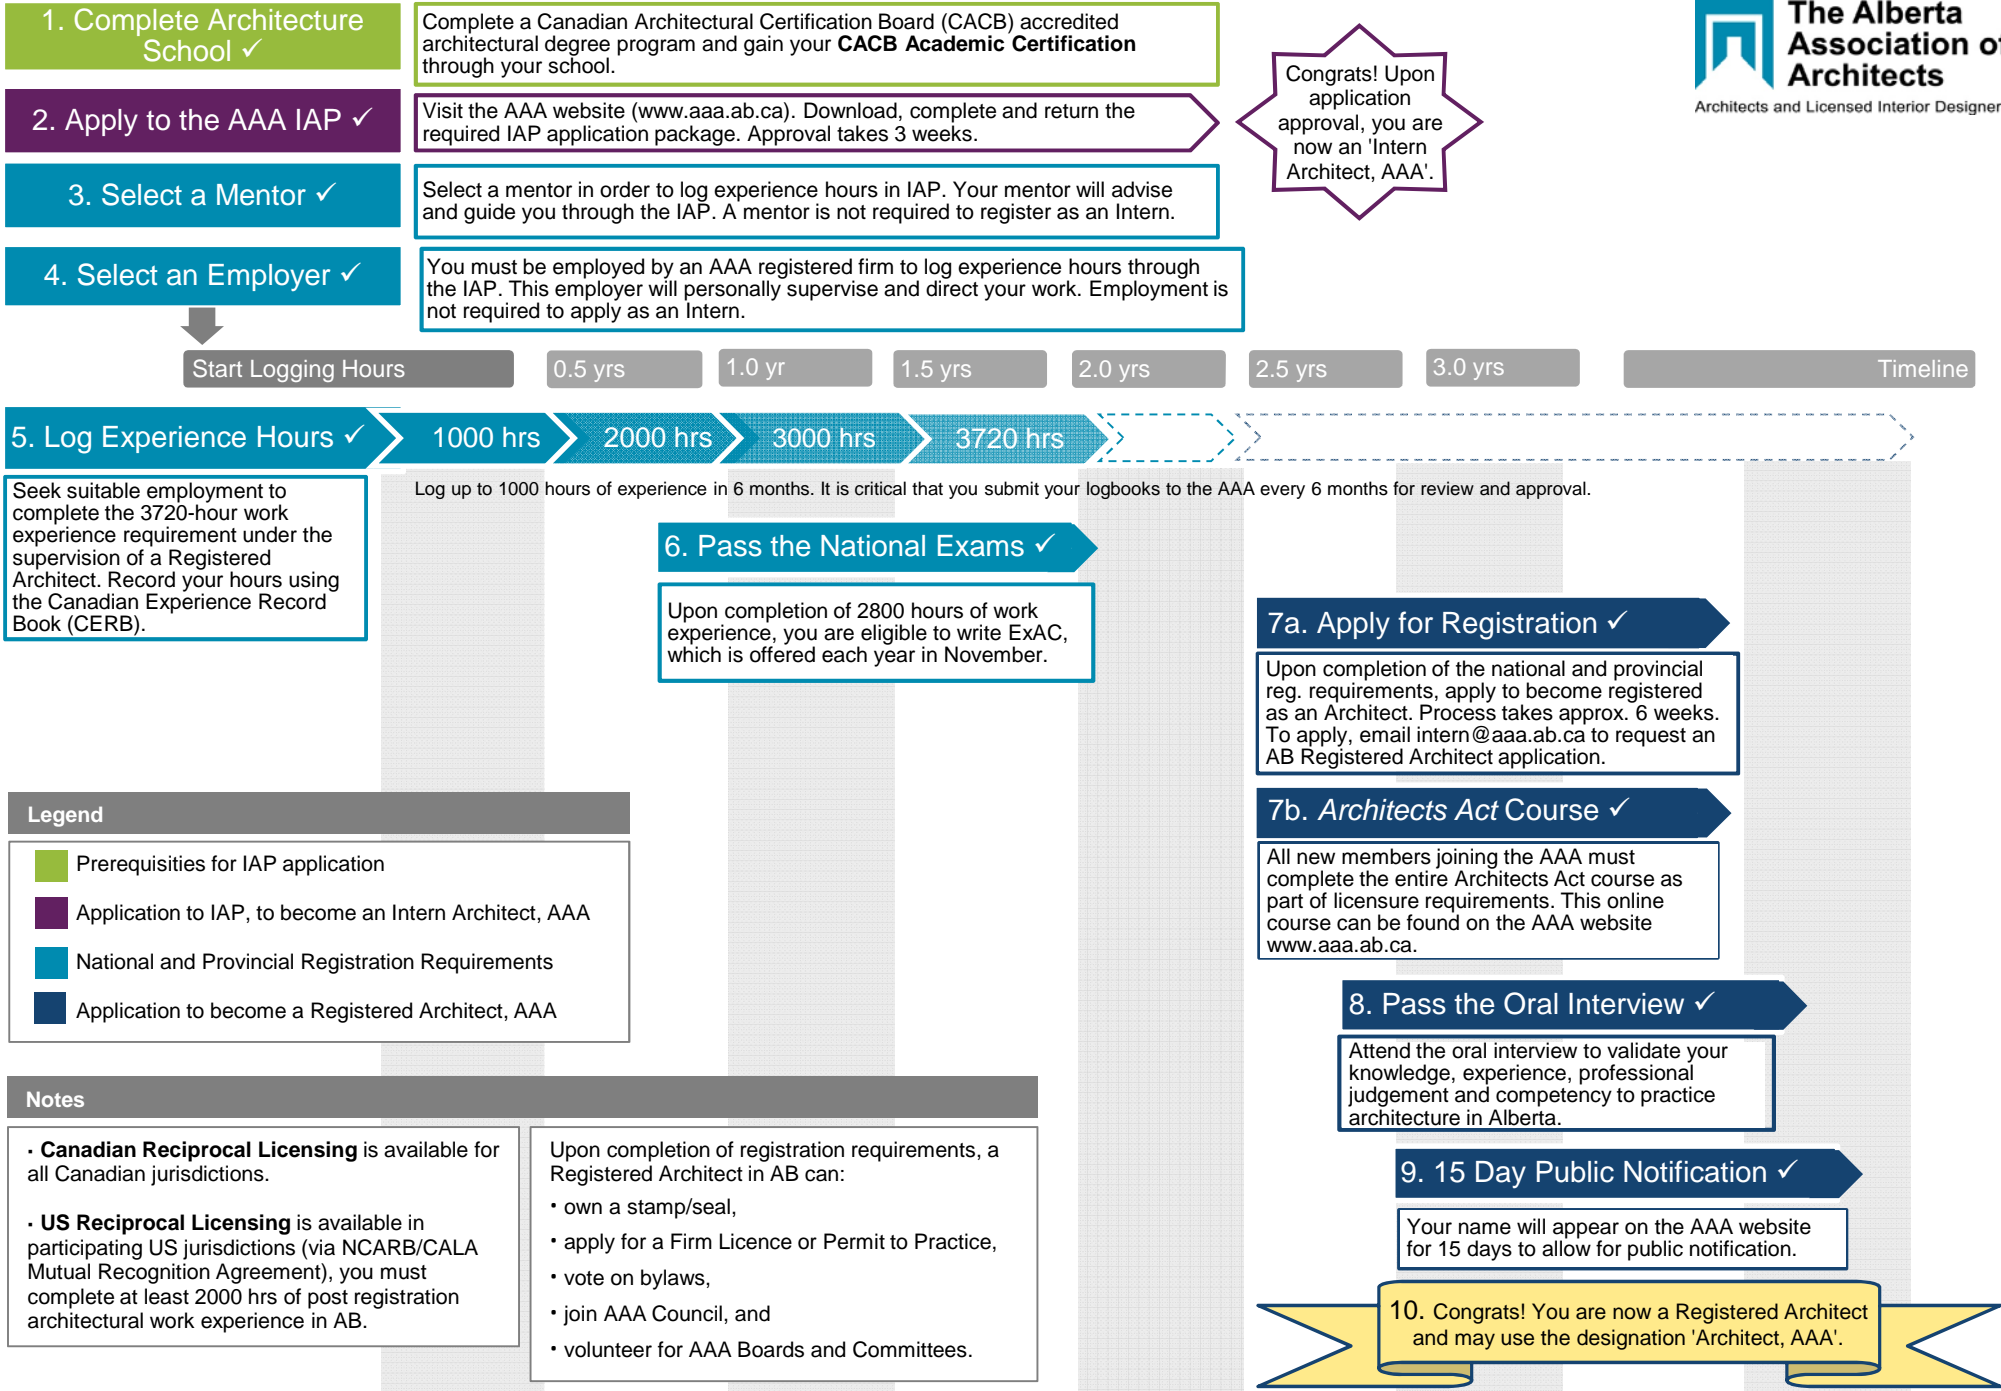 1. Complete Architecture
School ✓
Complete a Canadian Architectural Certification Board (CACB) accredited
architectural degree program and gain your CACB Academic Certification
through your school.
The Alberta
Association of
Architects
Architects and Licensed Interior Designer
2. Apply to the AAA IAP ✓
Visit the AAA website (www.aaa.ab.ca). Download, complete and return the
required IAP application package. Approval takes 3 weeks.
Congrats! Upon
application
approval, you are
now an 'Intern
Architect, AAA'.
3. Select a Mentor ✓
Select a mentor in order to log experience hours in IAP. Your mentor will advise
and guide you through the IAP. A mentor is not required to register as an Intern.
4. Select an Employer ✓
You must be employed by an AAA registered firm to log experience hours through
the IAP. This employer will personally supervise and direct your work. Employment is
not required to apply as an Intern.
Start Logging Hours
0.5 yrs
1.0 yr
1.5 yrs
2.0 yrs
2.5 yrs
3.0 yrs
Timeline
5. Log Experience Hours ✓
1000 hrs
2000 hrs
3000 hrs
3720 hrs
Seek suitable employment to
complete the 3720-hour work
experience requirement under the
supervision of a Registered
Architect. Record your hours using
the Canadian Experience Record
Book (CERB).
Log up to 1000 hours of experience in 6 months. It is critical that you submit your logbooks to the AAA every 6 months for review and approval.
6. Pass the National Exams ✓
Upon completion of 2800 hours of work
experience, you are eligible to write ExAC,
which is offered each year in November.
7a. Apply for Registration ✓
Upon completion of the national and provincial
reg. requirements, apply to become registered
as an Architect. Process takes approx. 6 weeks.
To apply, email intern@aaa.ab.ca to request an
AB Registered Architect application.
7b. Architects Act Course ✓
All new members joining the AAA must
complete the entire Architects Act course as
part of licensure requirements. This online
course can be found on the AAA website
www.aaa.ab.ca.
8. Pass the Oral Interview ✓
Attend the oral interview to validate your
knowledge, experience, professional
judgement and competency to practice
architecture in Alberta.
9. 15 Day Public Notification ✓
Your name will appear on the AAA website
for 15 days to allow for public notification.
10. Congrats! You are now a Registered Architect
and may use the designation 'Architect, AAA'.
Legend
Prerequisities for IAP application
Application to IAP, to become an Intern Architect, AAA
National and Provincial Registration Requirements
Application to become a Registered Architect, AAA
Notes
· Canadian Reciprocal Licensing is available for
all Canadian jurisdictions.
· US Reciprocal Licensing is available in
participating US jurisdictions (via NCARB/CALA
Mutual Recognition Agreement), you must
complete at least 2000 hrs of post registration
architectural work experience in AB.
Upon completion of registration requirements, a
Registered Architect in AB can:
• own a stamp/seal,
• apply for a Firm Licence or Permit to Practice,
• vote on bylaws,
• join AAA Council, and
• volunteer for AAA Boards and Committees.